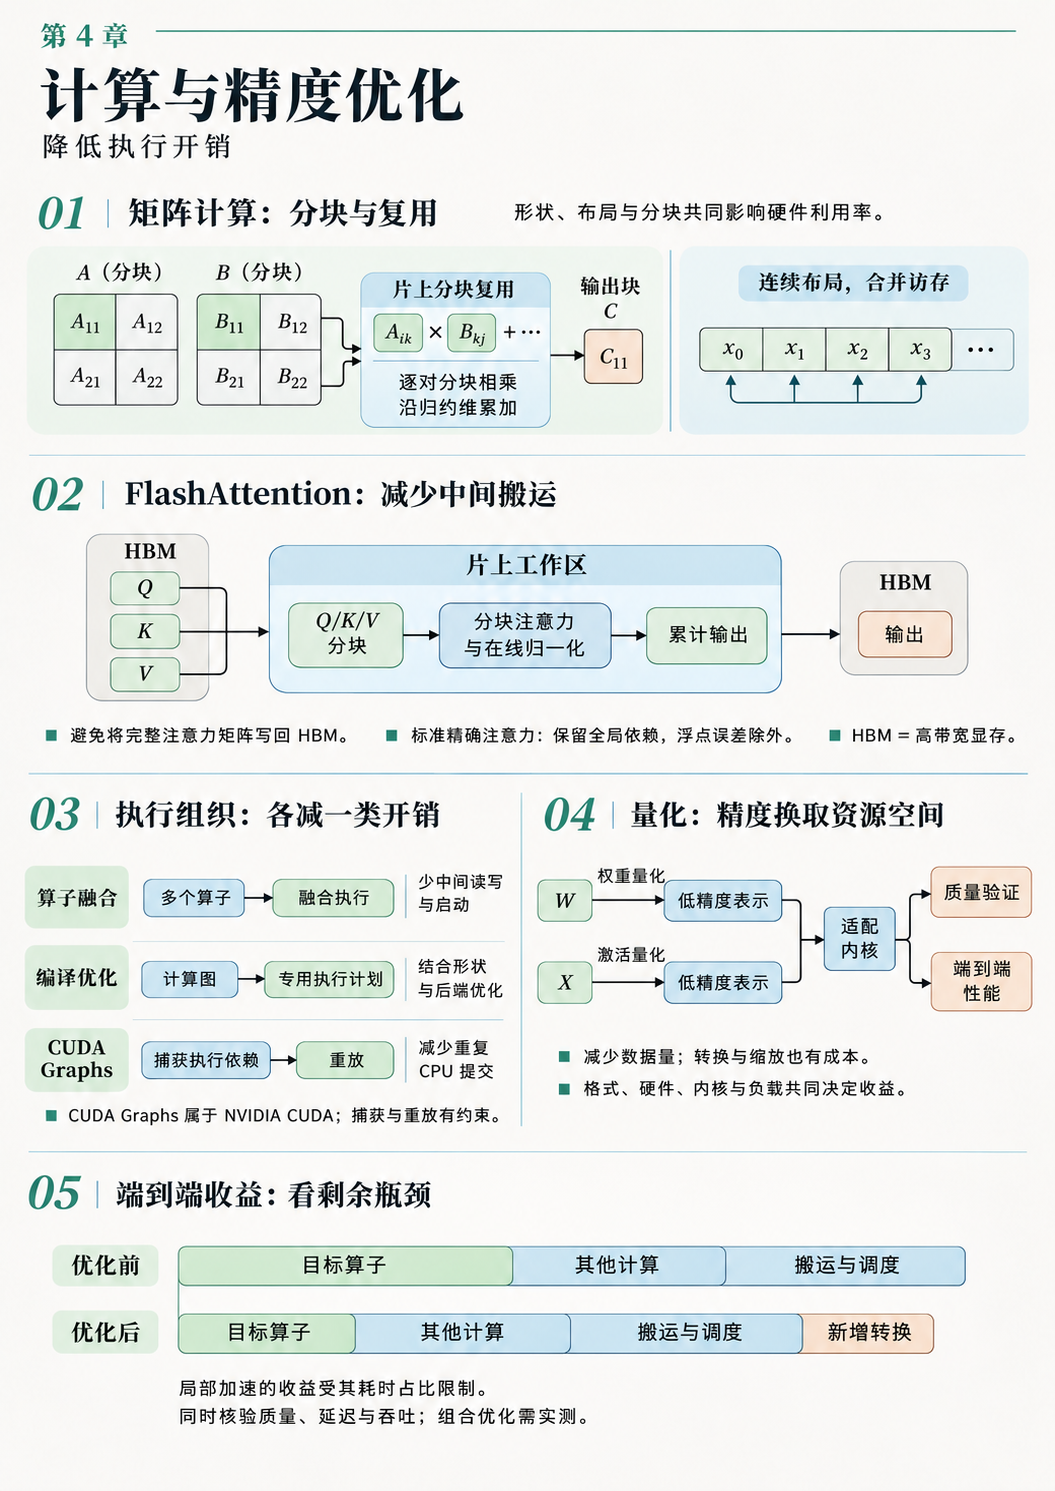 第 4 章
计算与精度优化
降低执行开销
01 矩阵计算：分块与复用
形状、布局与分块共同影响硬件利用率。
A（分块）
B（分块）
A11 A12
A21 A22
B11 B12
B21 B22
片上分块复用
Aik × Bkj + ···
逐对分块相乘
沿归约维累加
输出块
C
C11
连续布局，合并访存
x0 x1 x2 x3 ···
02 FlashAttention：减少中间搬运
HBM
Q
K
V
片上工作区
Q/K/V
分块
分块注意力
与在线归一化
累计输出
HBM
输出
避免将完整注意力矩阵写回 HBM。
标准精确注意力：保留全局依赖，浮点误差除外。
HBM = 高带宽显存。
03 执行组织：各减一类开销
算子融合
多个算子
融合执行
少中间读写
与启动
编译优化
计算图
专用执行计划
结合形状
与后端优化
CUDA
Graphs
捕获执行依赖
重放
减少重复
CPU 提交
CUDA Graphs 属于 NVIDIA CUDA；捕获与重放有约束。
04 量化：精度换取资源空间
W
权重量化
低精度表示
X
激活量化
低精度表示
适配
内核
质量验证
端到端
性能
减少数据量；转换与缩放也有成本。
格式、硬件、内核与负载共同决定收益。
05 端到端收益：看剩余瓶颈
优化前
目标算子 其他计算 搬运与调度
优化后
目标算子 其他计算 搬运与调度 新增转换
局部加速的收益受其耗时占比限制。
同时核验质量、延迟与吞吐；组合优化需实测。